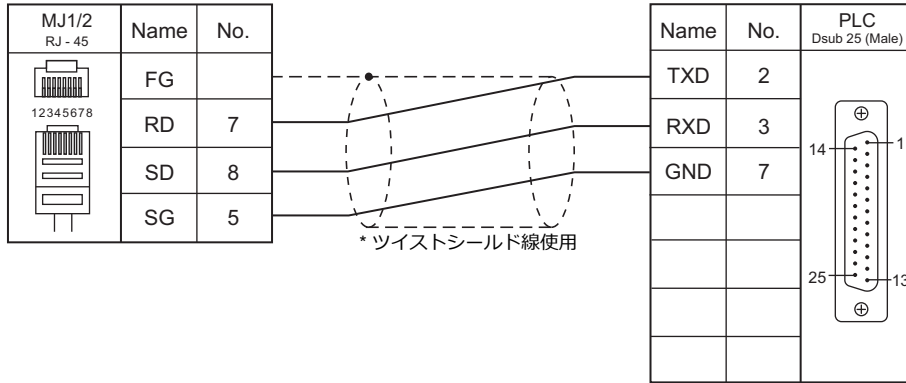 MJ1/2
RJ - 45
Name No.
12345678
FG
RD 7
SD 8
SG 5
* ツイストシールド線使用
Name No.
PLC
Dsub 25 (Male)
TXD 2
RXD 3
GND 7
14 1
25 13